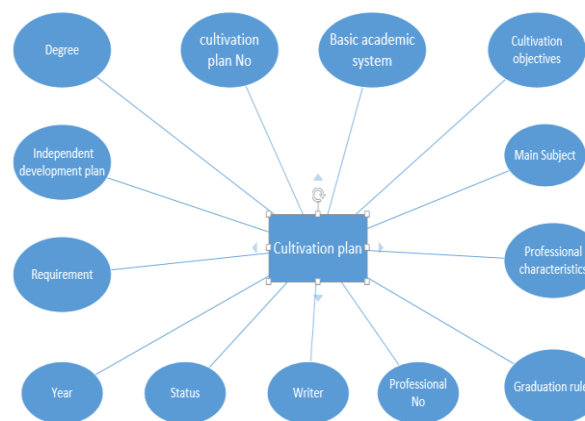 Degree
cultivation
plan No
Basic academic
system
Cultivation
objectives
Independent
development plan
Main Subject
Cultivation plan
Requirement
Professional
characteristics
Year
Status
Writer
Professional
No
Graduation rule